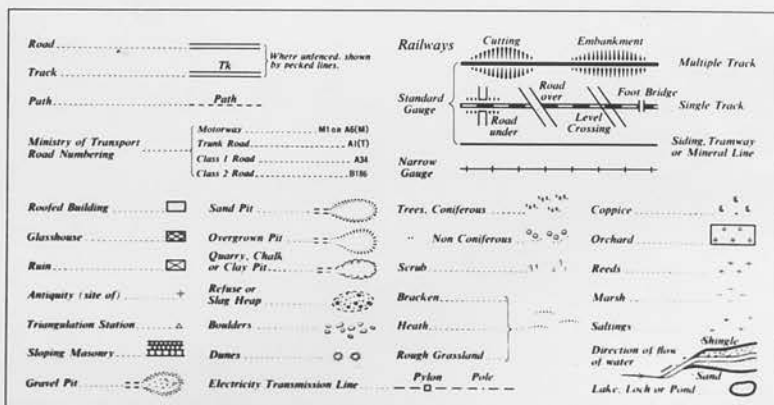 Road
Where unfenced, shown
by pecked lines.
Track
Tk
Path
Path
Ministry of Transport
Road Numbering
Motorway M1 or A6(M)
Trunk Road A1(T)
Class 1 Road A34
Class 2 Road B186
Railways
Cutting
Embankment
Multiple Track
Standard
Gauge
Road
over
Foot Bridge
Single Track
Road
under
Level
Crossing
Siding, Tramway
or Mineral Line
Narrow
Gauge
Roofed Building
Glasshouse
Ruin
Antiquity (site of)
Triangulation Station
Sloping Masonry
Gravel Pit
Sand Pit
Overgrown Pit
Quarry, Chalk
or Clay Pit
Refuse or
Slag Heap
Boulders
Dunes
Electricity Transmission Line
Pylon
Pole
Trees, Coniferous
" Non Coniferous
Scrub
Bracken
Heath
Rough Grassland
Coppice
Orchard
Reeds
Marsh
Saltings
Shingle
Direction of flow
of water
Sand
Lake, Loch or Pond